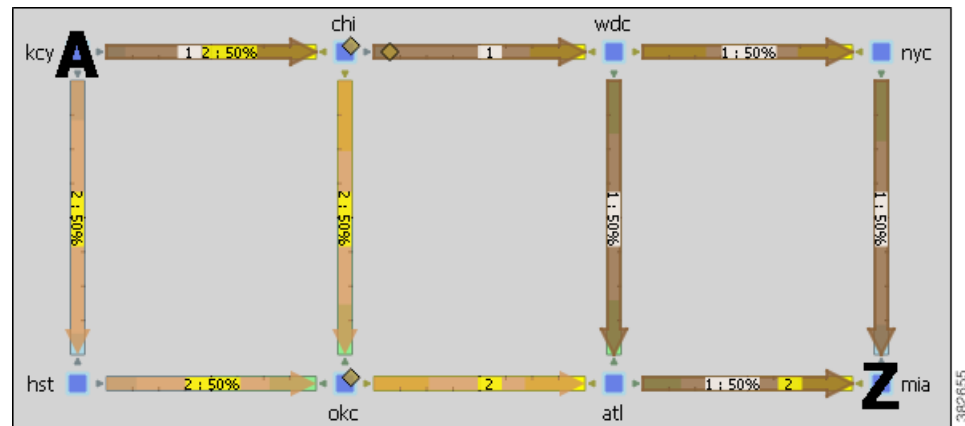 chi
wdc
kcy
A
1 2 : 50%
1
1 : 50%
nyc
2 : 50%
2 : 50%
1 : 50%
1 : 50%
hst
2 : 50%
2
1 : 50% 2
Z
mia
okc
atl
382655